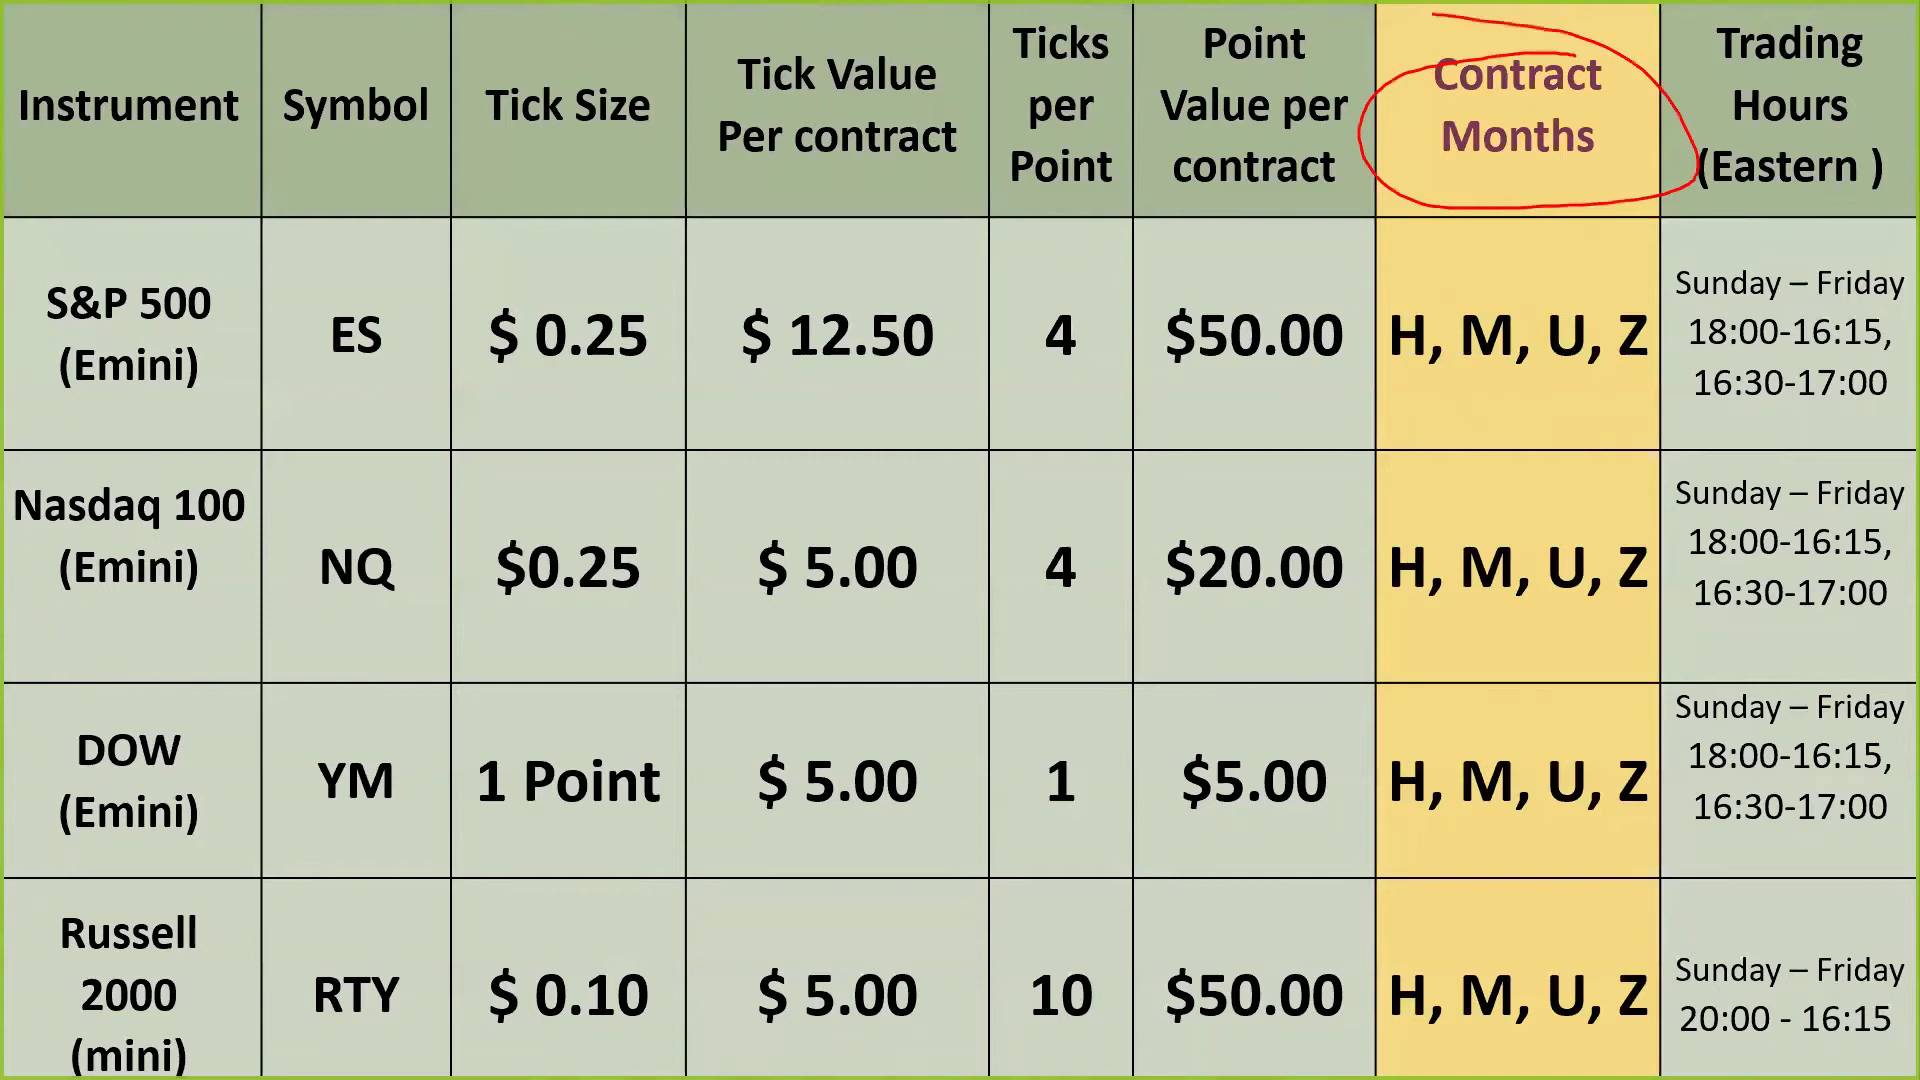 Instrument
Symbol
Tick Size
Tick Value
Per contract
Ticks
per
Point
Point
Value per
contract
Contract
Months
Trading
Hours
(Eastern )
S&P 500
(Emini)
ES
$ 0.25
$ 12.50
4
$50.00
H, M, U, Z
Sunday – Friday
18:00-16:15,
16:30-17:00
Nasdaq 100
(Emini)
NQ
$0.25
$ 5.00
4
$20.00
H, M, U, Z
Sunday – Friday
18:00-16:15,
16:30-17:00
DOW
(Emini)
YM
1 Point
$ 5.00
1
$5.00
H, M, U, Z
Sunday – Friday
18:00-16:15,
16:30-17:00
Russell
2000
(mini)
RTY
$ 0.10
$ 5.00
10
$50.00
H, M, U, Z
Sunday – Friday
20:00 - 16:15